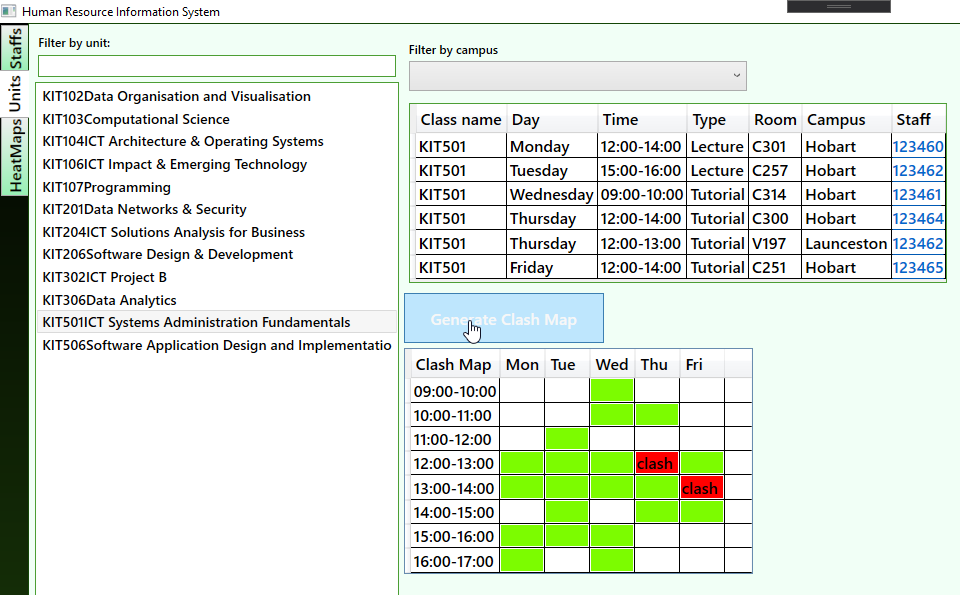 Human Resource Information System
Staffs
Units
HeatMaps
Filter by unit:
KIT102Data Organisation and Visualisation
KIT103Computational Science
KIT104ICT Architecture & Operating Systems
KIT106ICT Impact & Emerging Technology
KIT107Programming
KIT201Data Networks & Security
KIT204ICT Solutions Analysis for Business
KIT206Software Design & Development
KIT302ICT Project B
KIT306Data Analytics
KIT501ICT Systems Administration Fundamentals
KIT506Software Application Design and Implementatio
Filter by campus
Class name Day Time Type Room Campus Staff
KIT501 Monday 12:00-14:00 Lecture C301 Hobart 123460
KIT501 Tuesday 15:00-16:00 Lecture C257 Hobart 123462
KIT501 Wednesday 09:00-10:00 Tutorial C314 Hobart 123461
KIT501 Thursday 12:00-14:00 Tutorial C300 Hobart 123464
KIT501 Thursday 12:00-13:00 Tutorial V197 Launceston 123462
KIT501 Friday 12:00-14:00 Tutorial C251 Hobart 123465
Generate Clash Map
Clash Map Mon Tue Wed Thu Fri
09:00-10:00
10:00-11:00
11:00-12:00
12:00-13:00 clash
13:00-14:00 clash
14:00-15:00
15:00-16:00
16:00-17:00